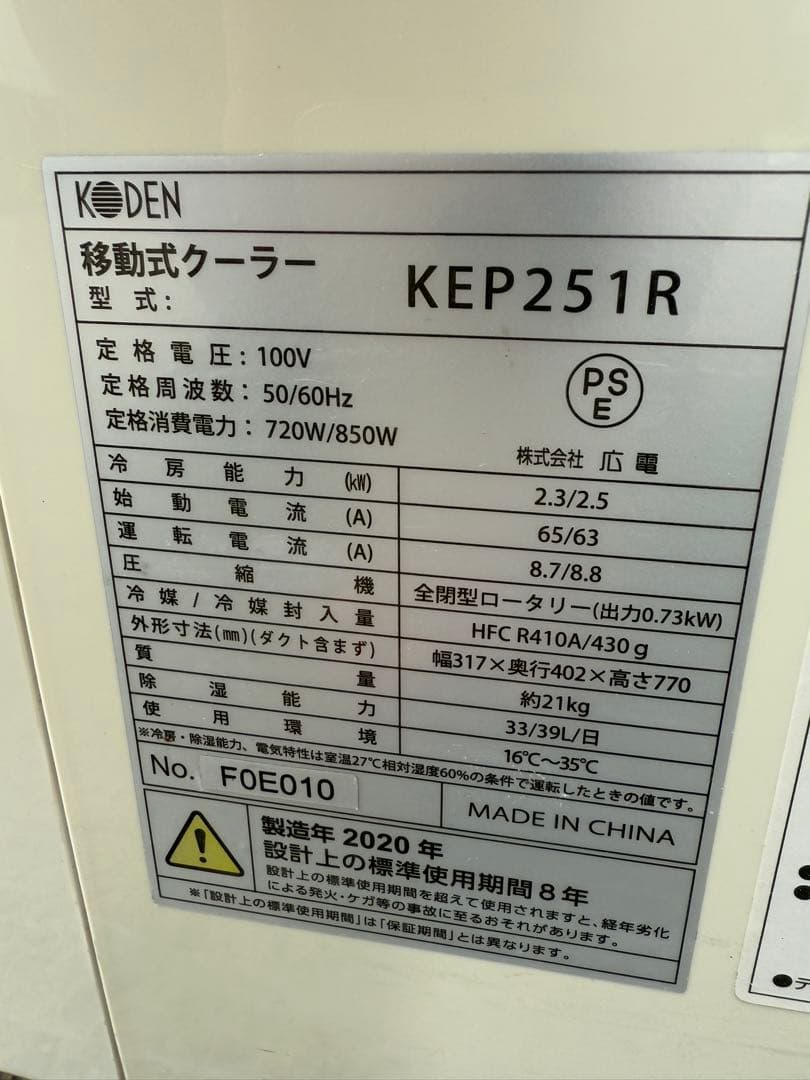 KODEN
移動式クーラー
型式: KEP251R
定格電圧: 100V
定格周波数: 50/60Hz
定格消費電力: 720W/850W
PS
E
株式会社 広電
冷房能力 (kW) 2.3/2.5
始動電流 (A) 65/63
運転電流 (A) 8.7/8.8
圧縮機 全閉型ロータリー(出力0.73kW)
冷媒/冷媒封入量 HFC R410A/430g
外形寸法(mm)(ダクト含まず) 幅317×奥行402×高さ770
質量 約21kg
除湿能力 33/39L/日
使用環境 16℃～35℃
※冷房・除湿能力、電気特性は室温27℃相対湿度60%の条件で運転したときの値です。
No. F0E010
MADE IN CHINA
製造年 2020年
設計上の標準使用期間8年
設計上の標準使用期間を超えて使用されますと、経年劣化
による発火・ケガ等の事故に至るおそれがあります。
※「設計上の標準使用期間」は「保証期間」とは異なります。
●デ